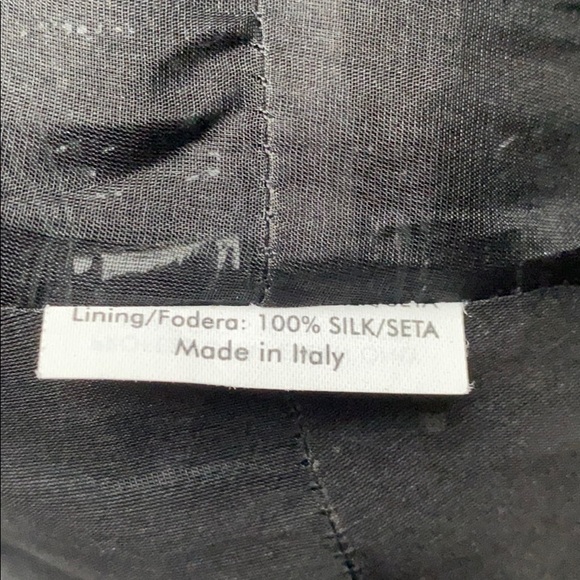 Lining/Fodera: 100% SILK/SETA
Made in Italy